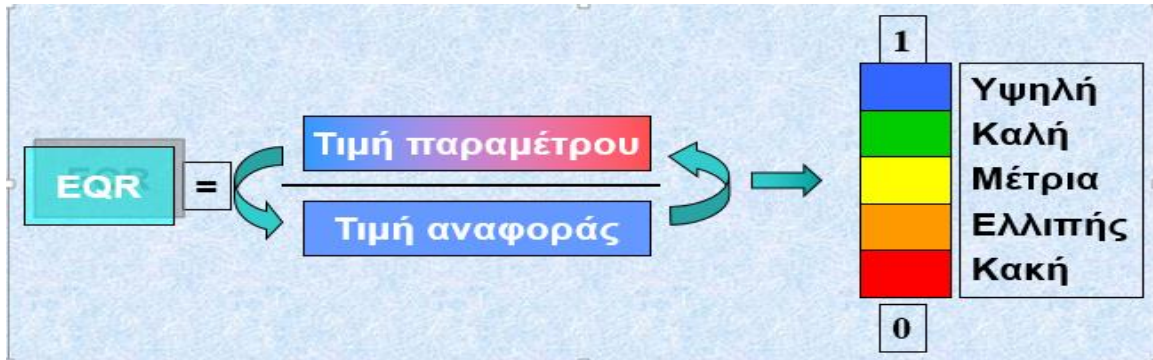 1
Υψηλή
Τιμή παραμέτρου
Καλή
EQR
=
Μέτρια
Τιμή αναφοράς
Ελλιπής
Κακή
0